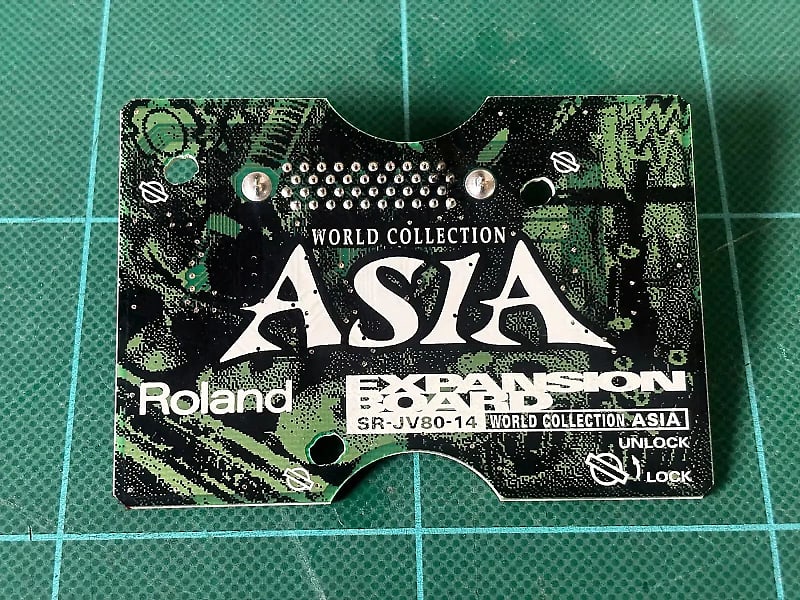 WORLD COLLECTION
ASIA
Roland
EXPANSION
BOARD
SR-JV80-14 WORLD COLLECTION ASIA
UNLOCK
LOCK